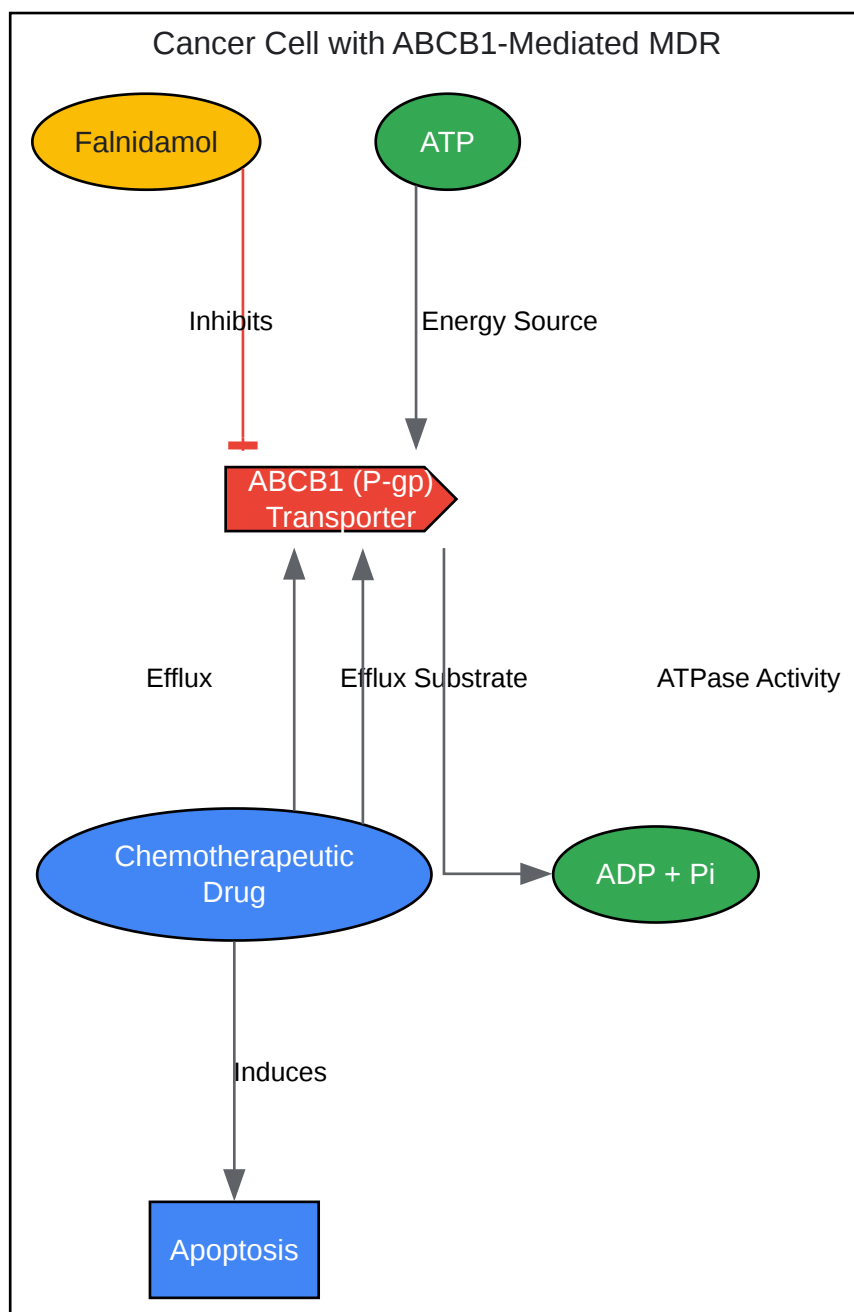 Cancer Cell with ABCB1-Mediated MDR
Falnidamol
ATP
Inhibits
Energy Source
ABCB1 (P-gp)
Transporter
Efflux
Efflux Substrate
ATPase Activity
Chemotherapeutic
Drug
ADP + Pi
Induces
Apoptosis